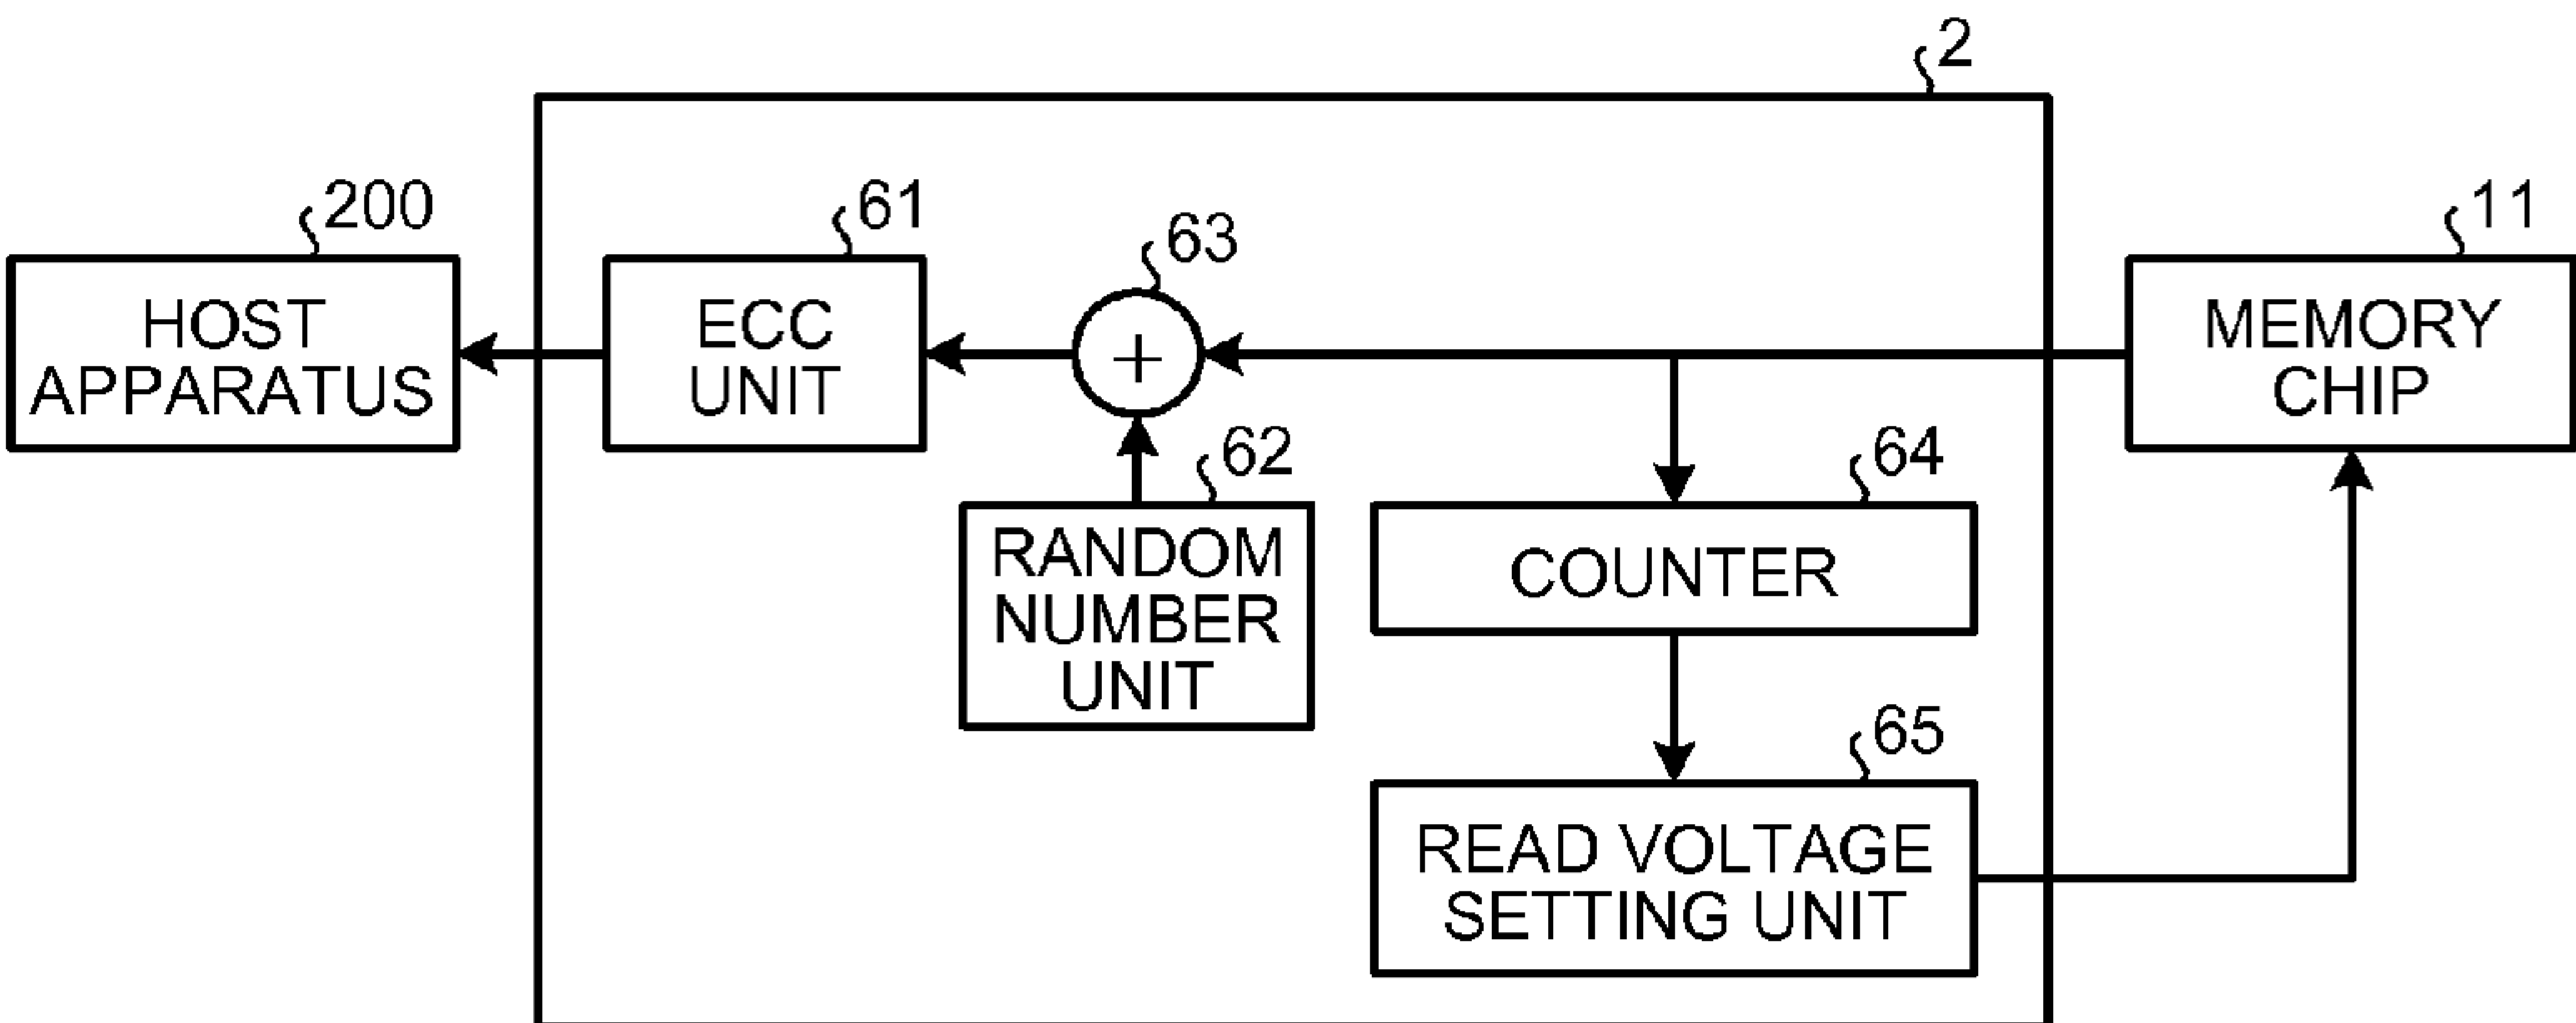 2
200
61
63
11
HOST
APPARATUS
ECC
UNIT
+
MEMORY
CHIP
62
64
RANDOM
NUMBER
UNIT
COUNTER
65
READ VOLTAGE
SETTING UNIT